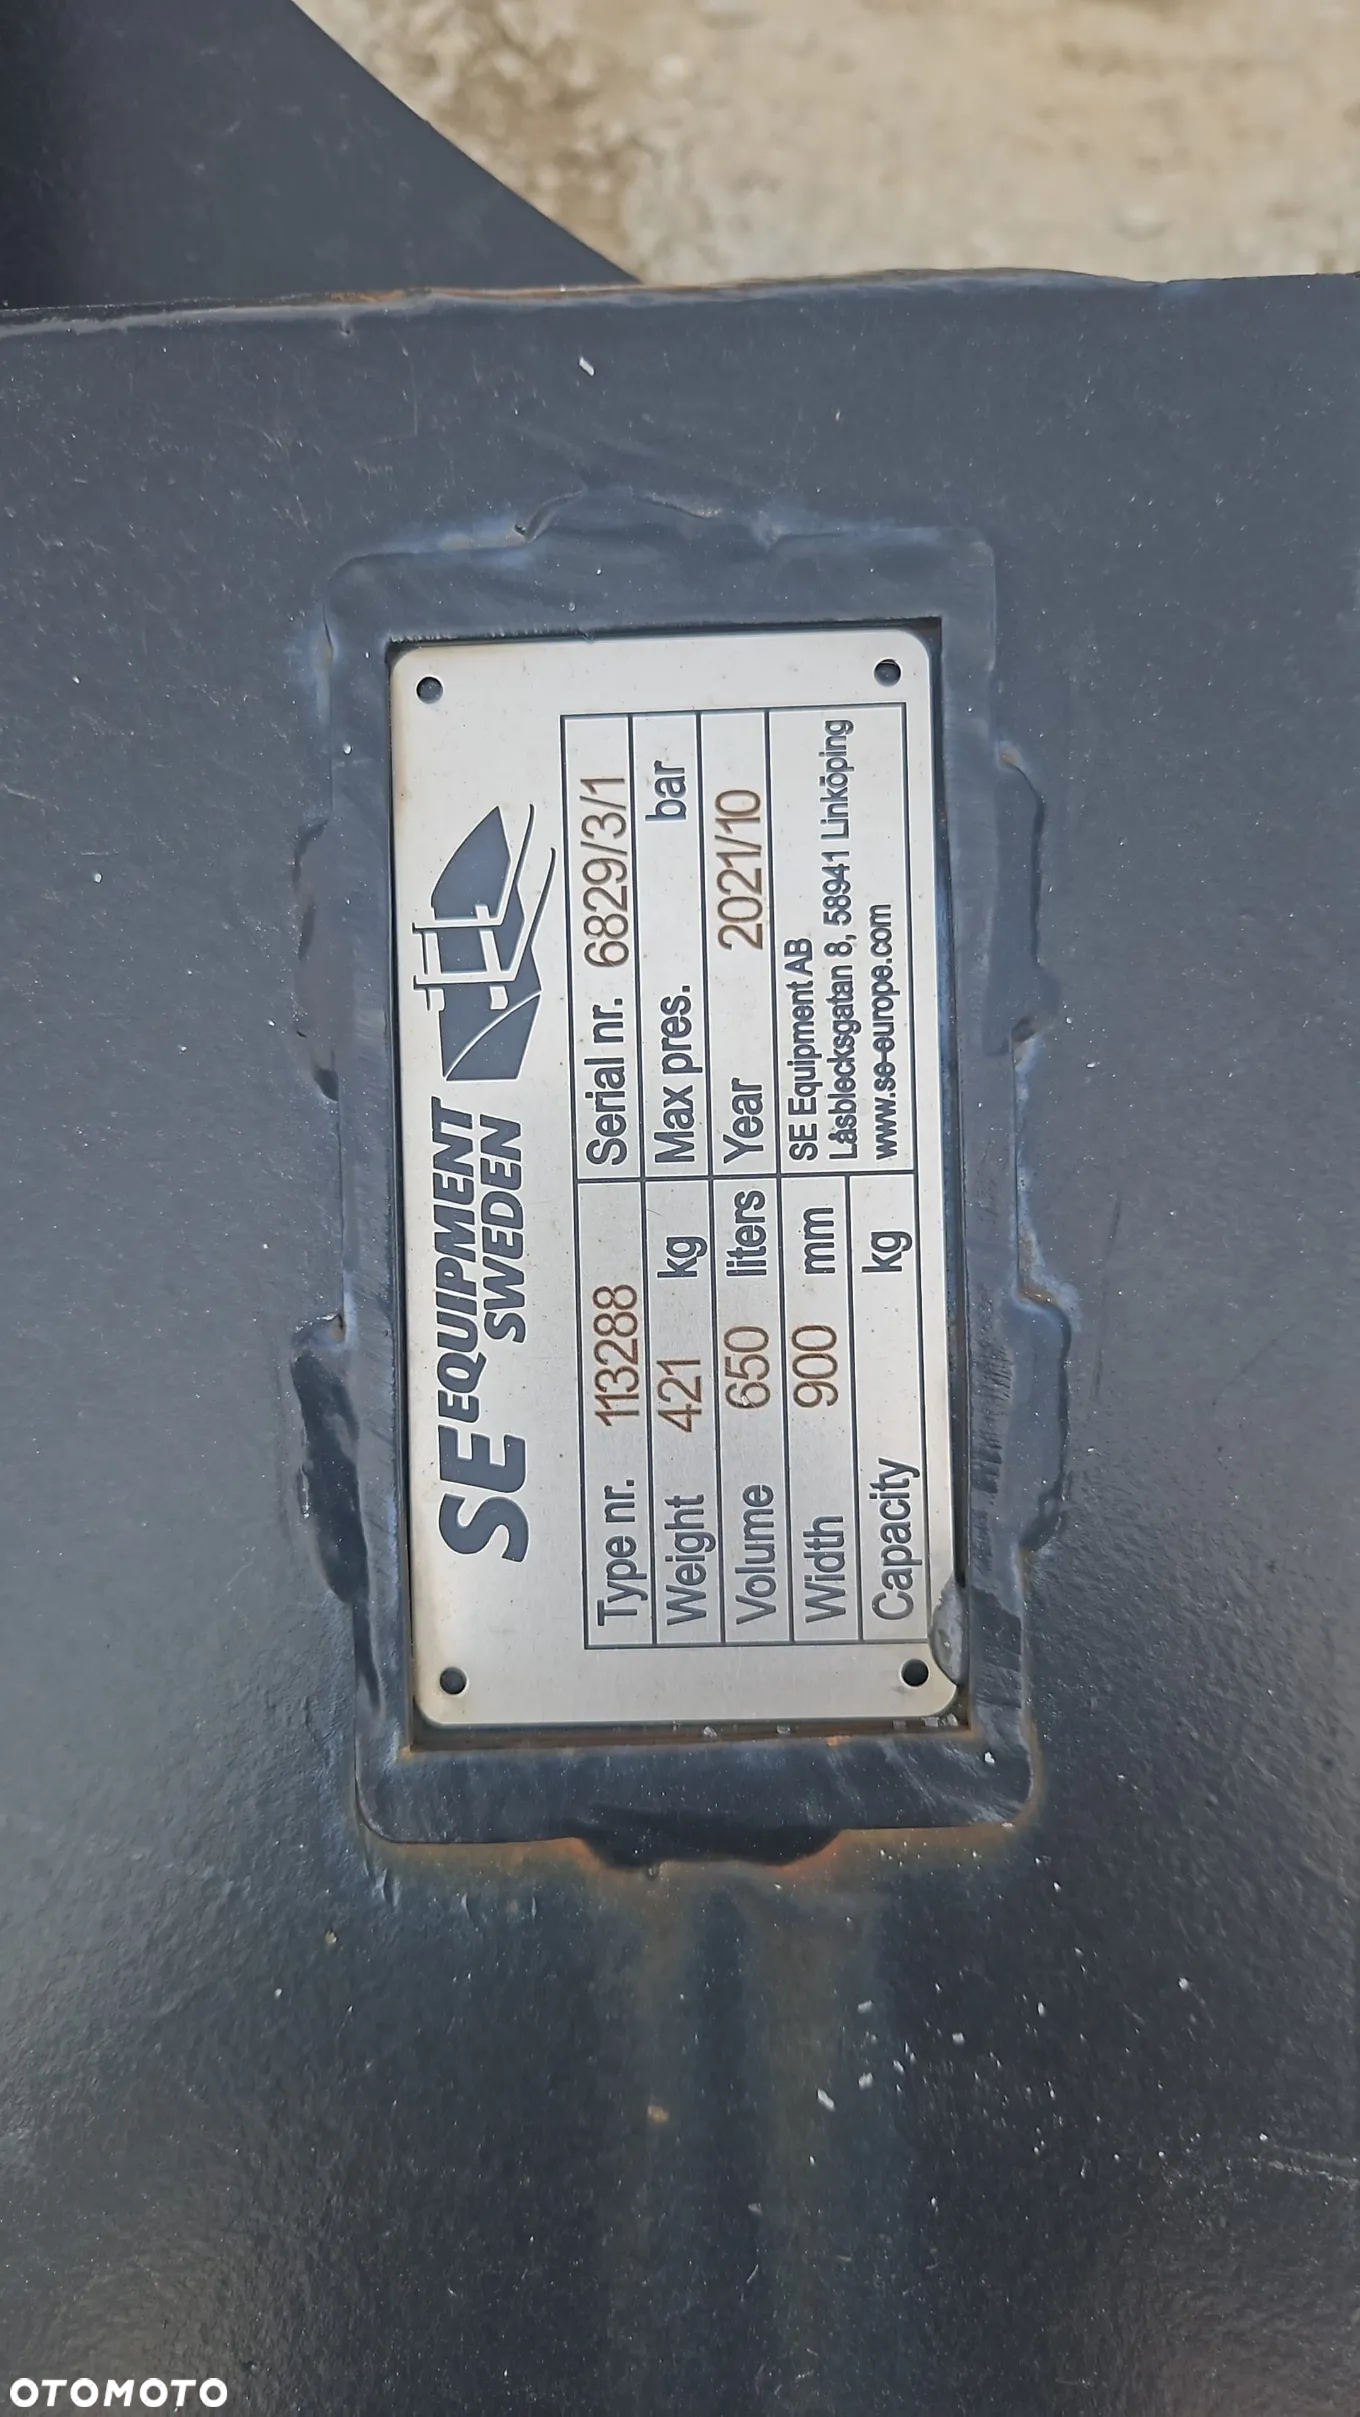 SE EQUIPMENT
SWEDEN
Type nr. 113288 Serial nr. 6829/3/1
Weight 421 kg Max pres. bar
Volume 650 liters Year 2021/10
Width 900 mm SE Equipment AB
Låsblecksgatan 8, 58941 Linköping
Capacity kg www.se-europe.com
OTOMOTO